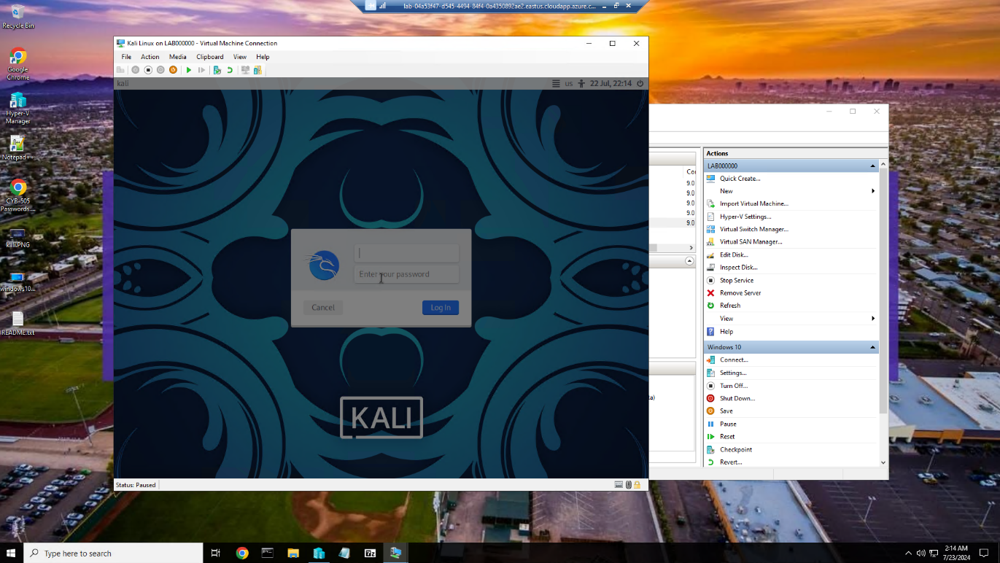 lab-04a53f47-d545-4494-84f4-0a4350892ae2.eastus.cloudapp.azure.c...
Recycle Bin
Google Chrome
Hyper-V Manager
Notepad++
CYB-505 Passwords....
kali.PNG
windows10...
README.txt
Kali Linux on LAB000000 - Virtual Machine Connection
File Action Media Clipboard View Help
kali
us 22 Jul, 22:14
Enter your password
Cancel Log In
KALI
Status: Paused
9.0
9.0
9.0
9.0
9.0
Actions
LAB000000
Quick Create...
New
Import Virtual Machine...
Hyper-V Settings...
Virtual Switch Manager...
Virtual SAN Manager...
Edit Disk...
Inspect Disk...
Stop Service
Remove Server
Refresh
View
Help
Windows 10
Connect...
Settings...
Turn Off...
Shut Down...
Save
Pause
Reset
Checkpoint
Revert...
Type here to search
2:14 AM
7/23/2024